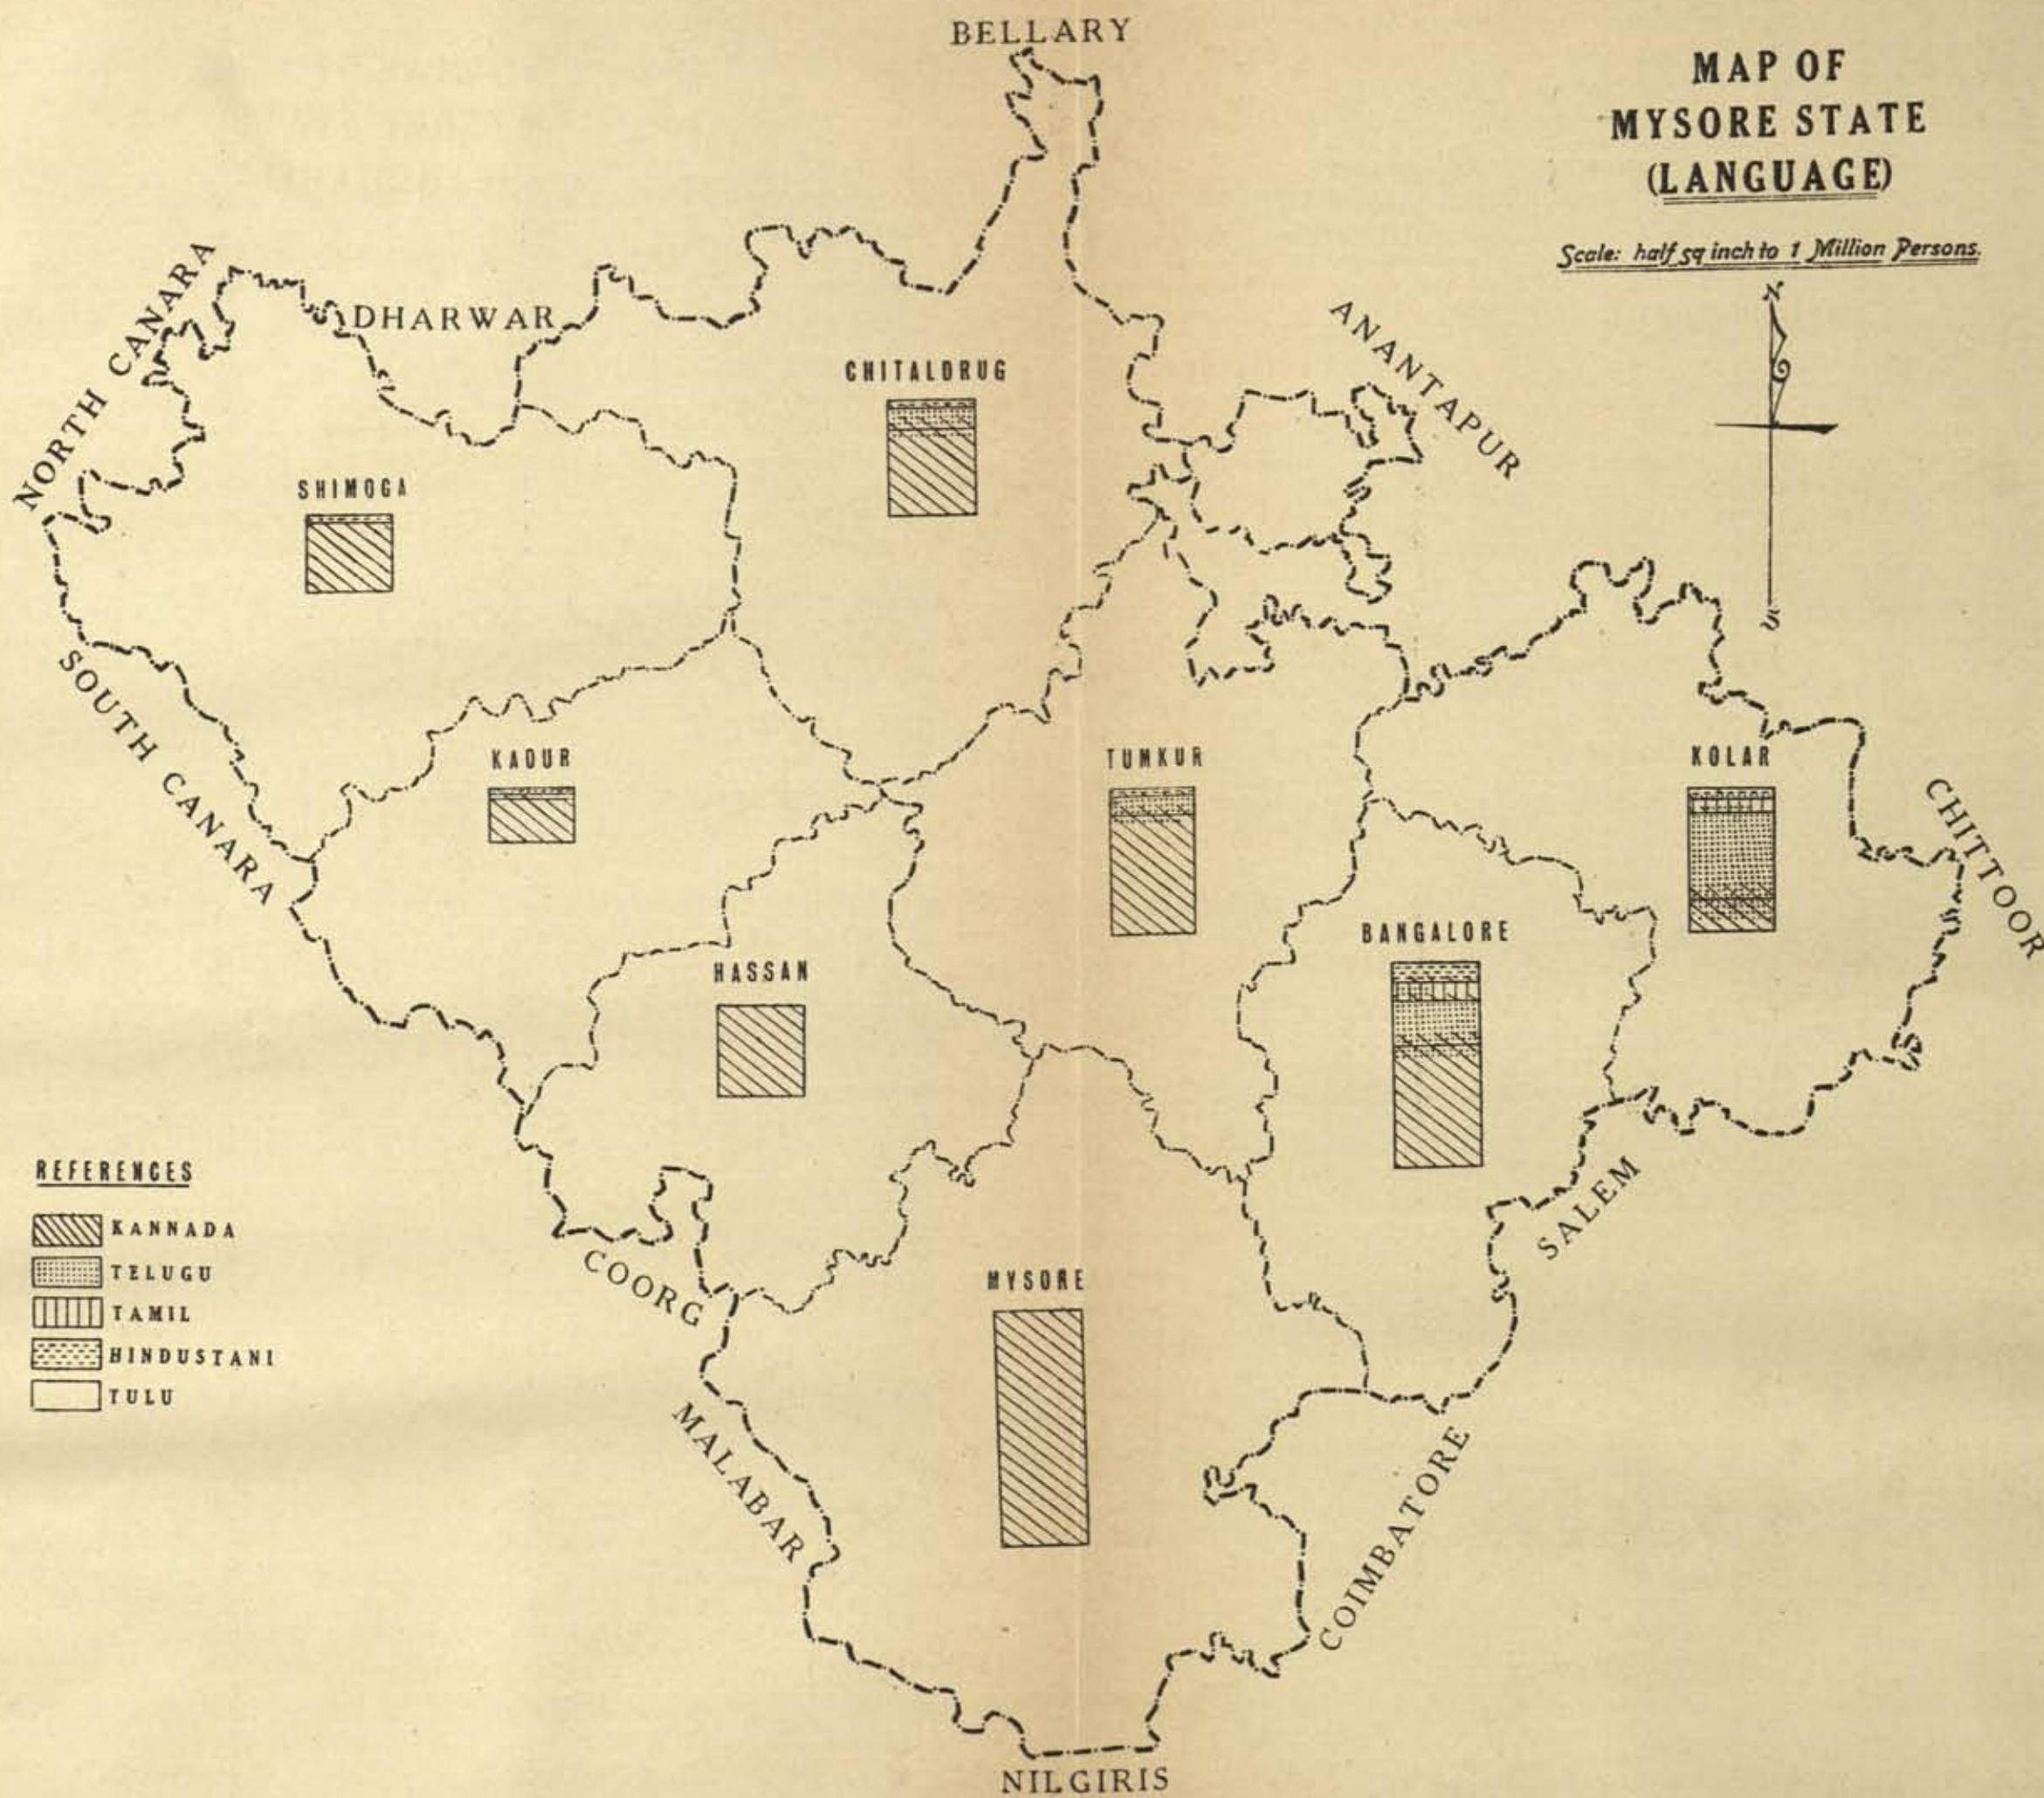 BELLARY
MAP OF
MYSORE STATE
(LANGUAGE)
Scale: half sq inch to 1 Million Persons.
N
S
NORTH CANARA
DHARWAR
ANANTAPUR
CHITALDRUG
SHIMOGA
SOUTH CANARA
KADUR
TUMKUR
KOLAR
CHITTOOR
BANGALORE
HASSAN
REFERENCES
KANNADA
TELUGU
TAMIL
HINDUSTANI
TULU
COORG
SALEM
MYSORE
MALABAR
COIMBATORE
NILGIRIS